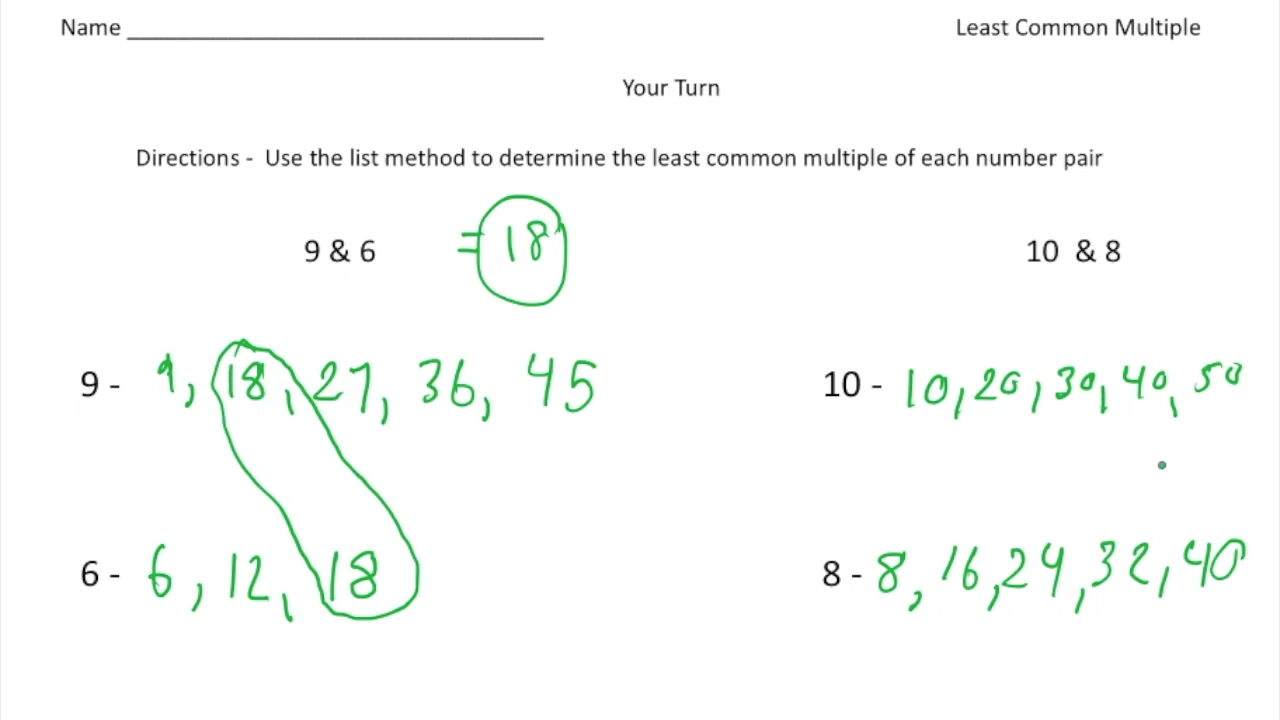 Name ________________________________ Least Common Multiple
Your Turn
Directions - Use the list method to determine the least common multiple of each number pair
9 & 6 = 18
10 & 8
9 - 9, 18, 27, 36, 45
10 - 10, 20, 30, 40, 50
6 - 6, 12, 18
8 - 8, 16, 24, 32, 40